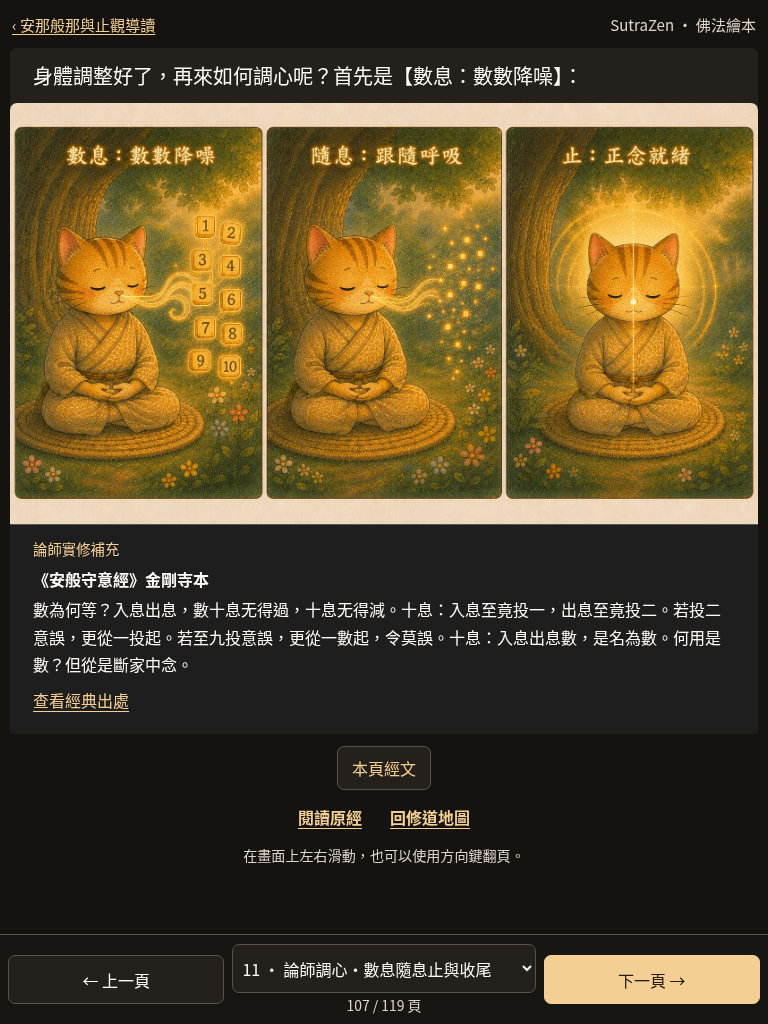 ‹ 安那般那與止觀導讀
SutraZen · 佛法繪本
身體調整好了，再來如何調心呢？首先是【數息：數數降噪】：
數息：數數降噪
隨息：跟隨呼吸
止：正念就緒
1
2
3
4
5
6
7
8
9
10
論師實修補充
《安般守意經》金剛寺本
數為何等？入息出息，數十息无得過，十息无得減。十息：入息至竟投一，出息至竟投二。若投二
意誤，更從一投起。若至九投意誤，更從一數起，令莫誤。十息：入息出息數，是名為數。何用是
數？但從是斷家中念。
查看經典出處
本頁經文
閱讀原經
回修道地圖
在畫面上左右滑動，也可以使用方向鍵翻頁。
← 上一頁
11 · 論師調心·數息隨息止與收尾
107 / 119 頁
下一頁 →